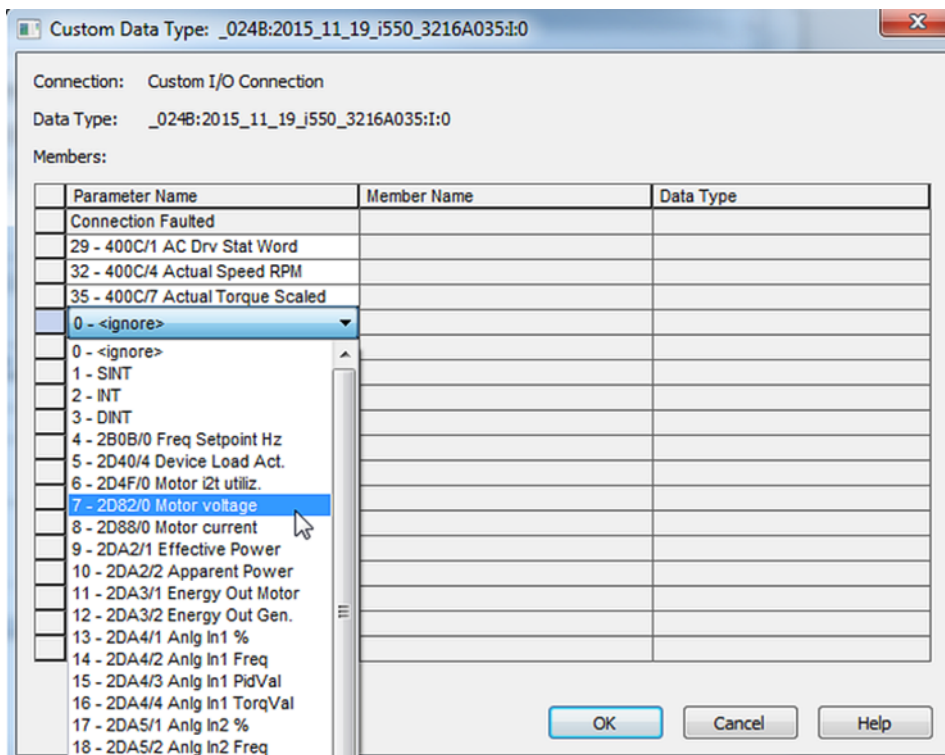 Custom Data Type: _024B:2015_11_19_i550_3216A035:I:0
Connection: Custom I/O Connection
Data Type: _024B:2015_11_19_i550_3216A035:I:0
Members:
Parameter Name Member Name Data Type
Connection Faulted
29 - 400C/1 AC Drv Stat Word
32 - 400C/4 Actual Speed RPM
35 - 400C/7 Actual Torque Scaled
0 - <ignore>
0 - <ignore>
1 - SINT
2 - INT
3 - DINT
4 - 2B0B/0 Freq Setpoint Hz
5 - 2D40/4 Device Load Act.
6 - 2D4F/0 Motor i2t utiliz.
7 - 2D82/0 Motor voltage
8 - 2D88/0 Motor current
9 - 2DA2/1 Effective Power
10 - 2DA2/2 Apparent Power
11 - 2DA3/1 Energy Out Motor
12 - 2DA3/2 Energy Out Gen.
13 - 2DA4/1 Anlg In1 %
14 - 2DA4/2 Anlg In1 Freq
15 - 2DA4/3 Anlg In1 PidVal
16 - 2DA4/4 Anlg In1 TorqVal
17 - 2DA5/1 Anlg In2 %
18 - 2DA5/2 Anlg In2 Freq
OK Cancel Help